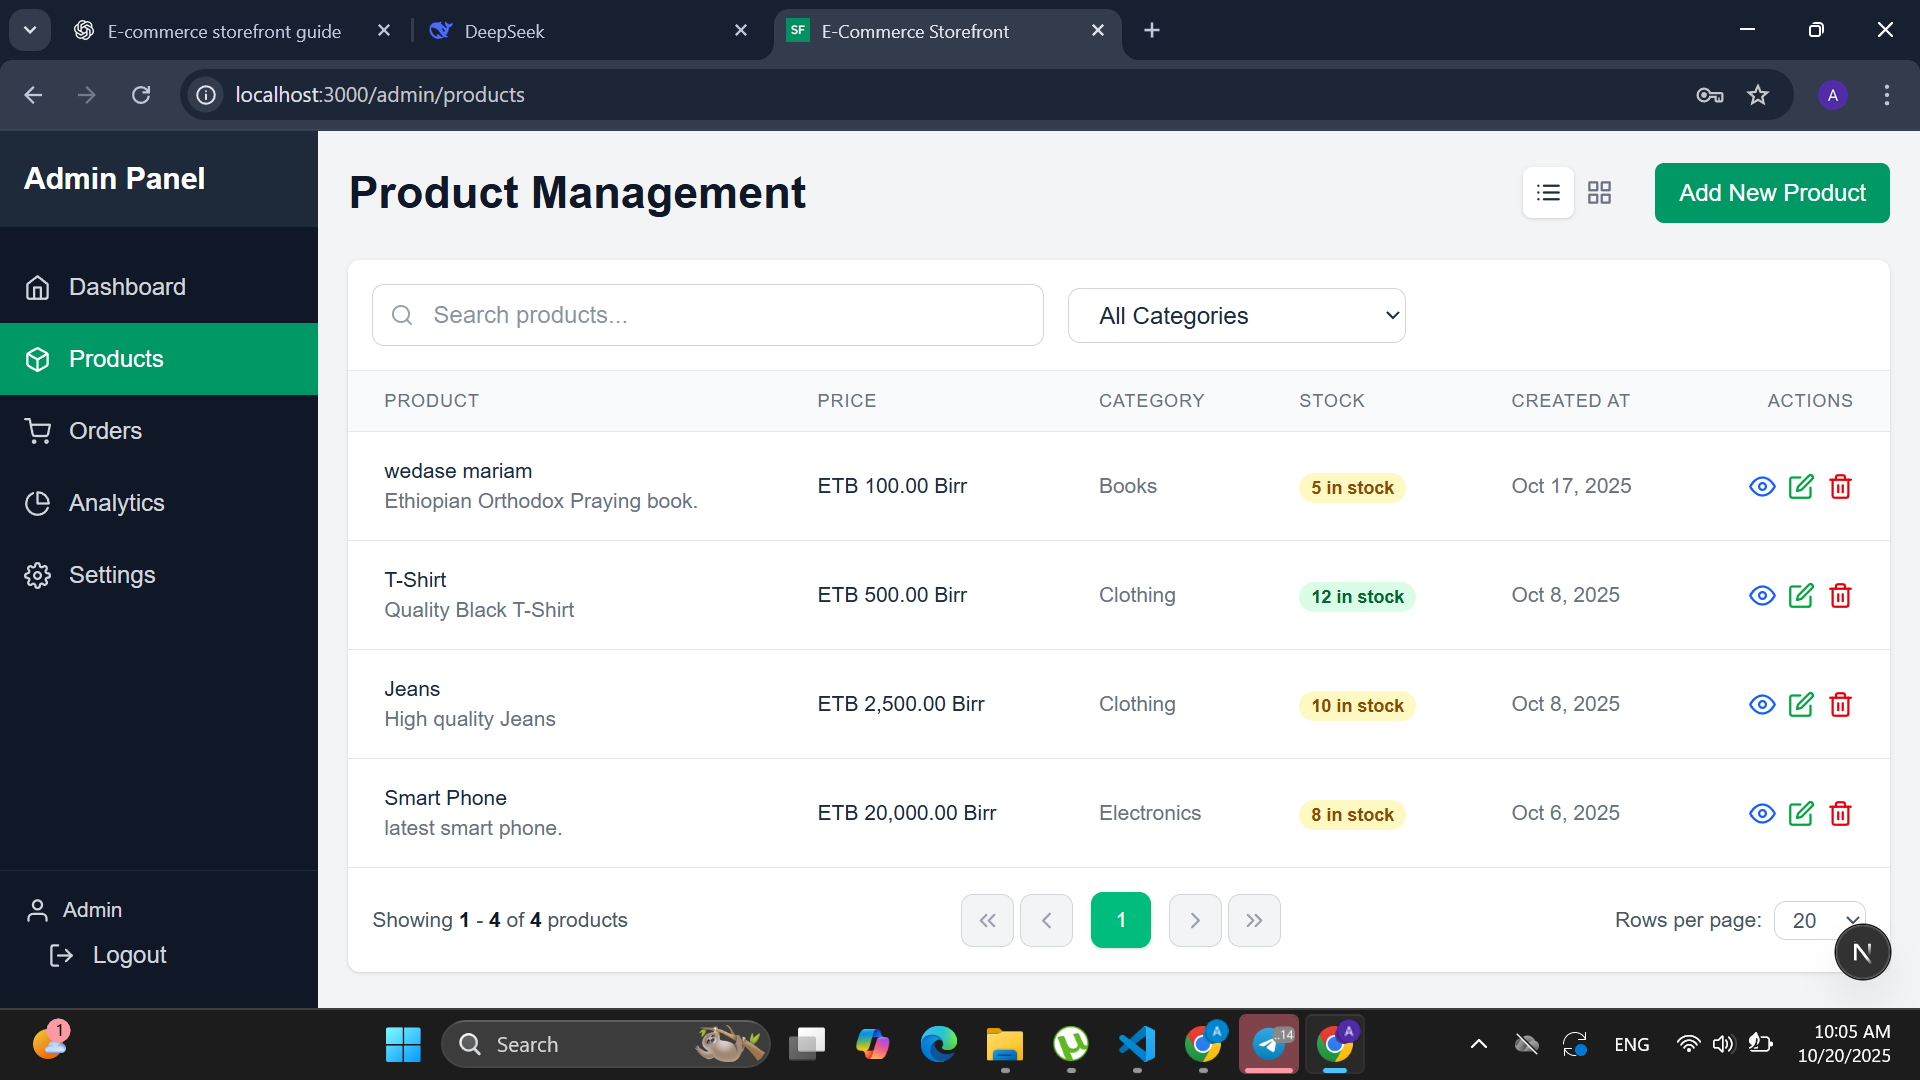 E-commerce storefront guide
DeepSeek
SF E-Commerce Storefront
localhost:3000/admin/products
A
Admin Panel
Product Management
Add New Product
Dashboard
Products
Orders
Analytics
Settings
Search products...
All Categories
PRODUCT PRICE CATEGORY STOCK CREATED AT ACTIONS
wedase mariam
Ethiopian Orthodox Praying book.
ETB 100.00 Birr Books 5 in stock Oct 17, 2025
T-Shirt
Quality Black T-Shirt
ETB 500.00 Birr Clothing 12 in stock Oct 8, 2025
Jeans
High quality Jeans
ETB 2,500.00 Birr Clothing 10 in stock Oct 8, 2025
Smart Phone
latest smart phone.
ETB 20,000.00 Birr Electronics 8 in stock Oct 6, 2025
Showing 1 - 4 of 4 products
1
Rows per page: 20
N
Admin
Logout
1
Search
A
..14
A
ENG
10:05 AM
10/20/2025